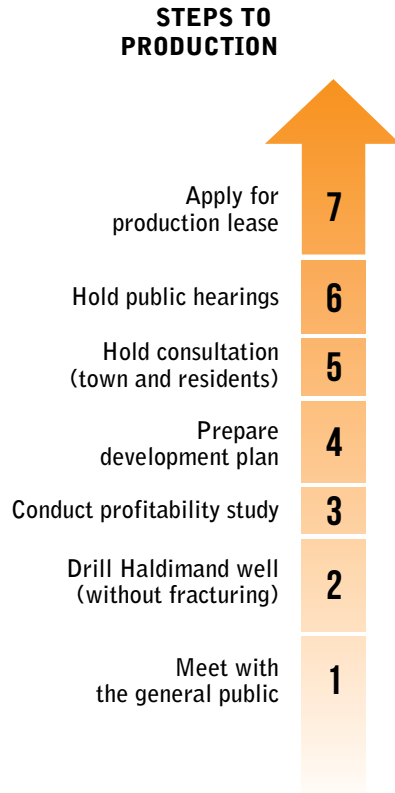 STEPS TO
PRODUCTION
Apply for
production lease
7
Hold public hearings
6
Hold consultation
(town and residents)
5
Prepare
development plan
4
Conduct profitability study
3
Drill Haldimand well
(without fracturing)
2
Meet with
the general public
1